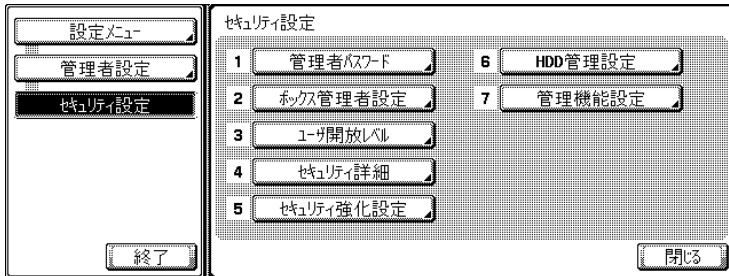 設定メニュー
管理者設定
セキュリティ設定
終了
セキュリティ設定
1 管理者パスワード
2 ボックス管理者設定
3 ユーザ開放レベル
4 セキュリティ詳細
5 セキュリティ強化設定
6 HDD管理設定
7 管理機能設定
閉じる